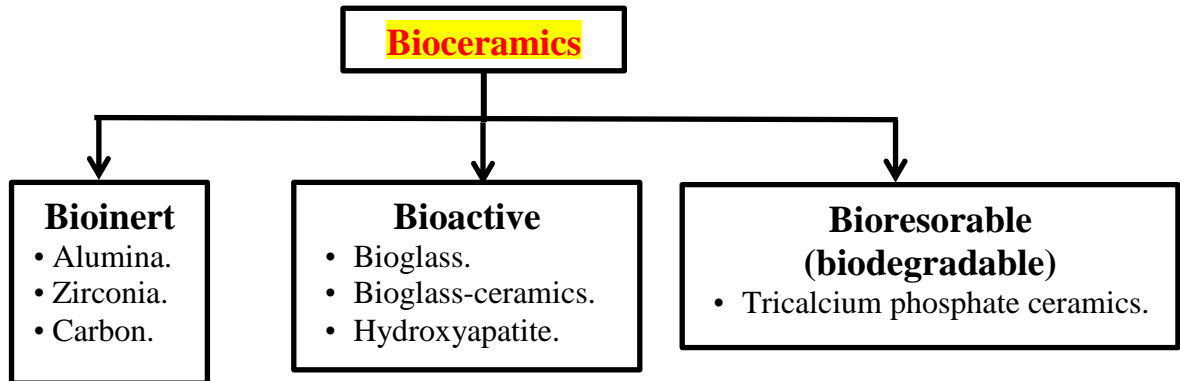 Bioceramics
Bioinert
• Alumina.
• Zirconia.
• Carbon.
Bioactive
• Bioglass.
• Bioglass-ceramics.
• Hydroxyapatite.
Bioresorable
(biodegradable)
• Tricalcium phosphate ceramics.